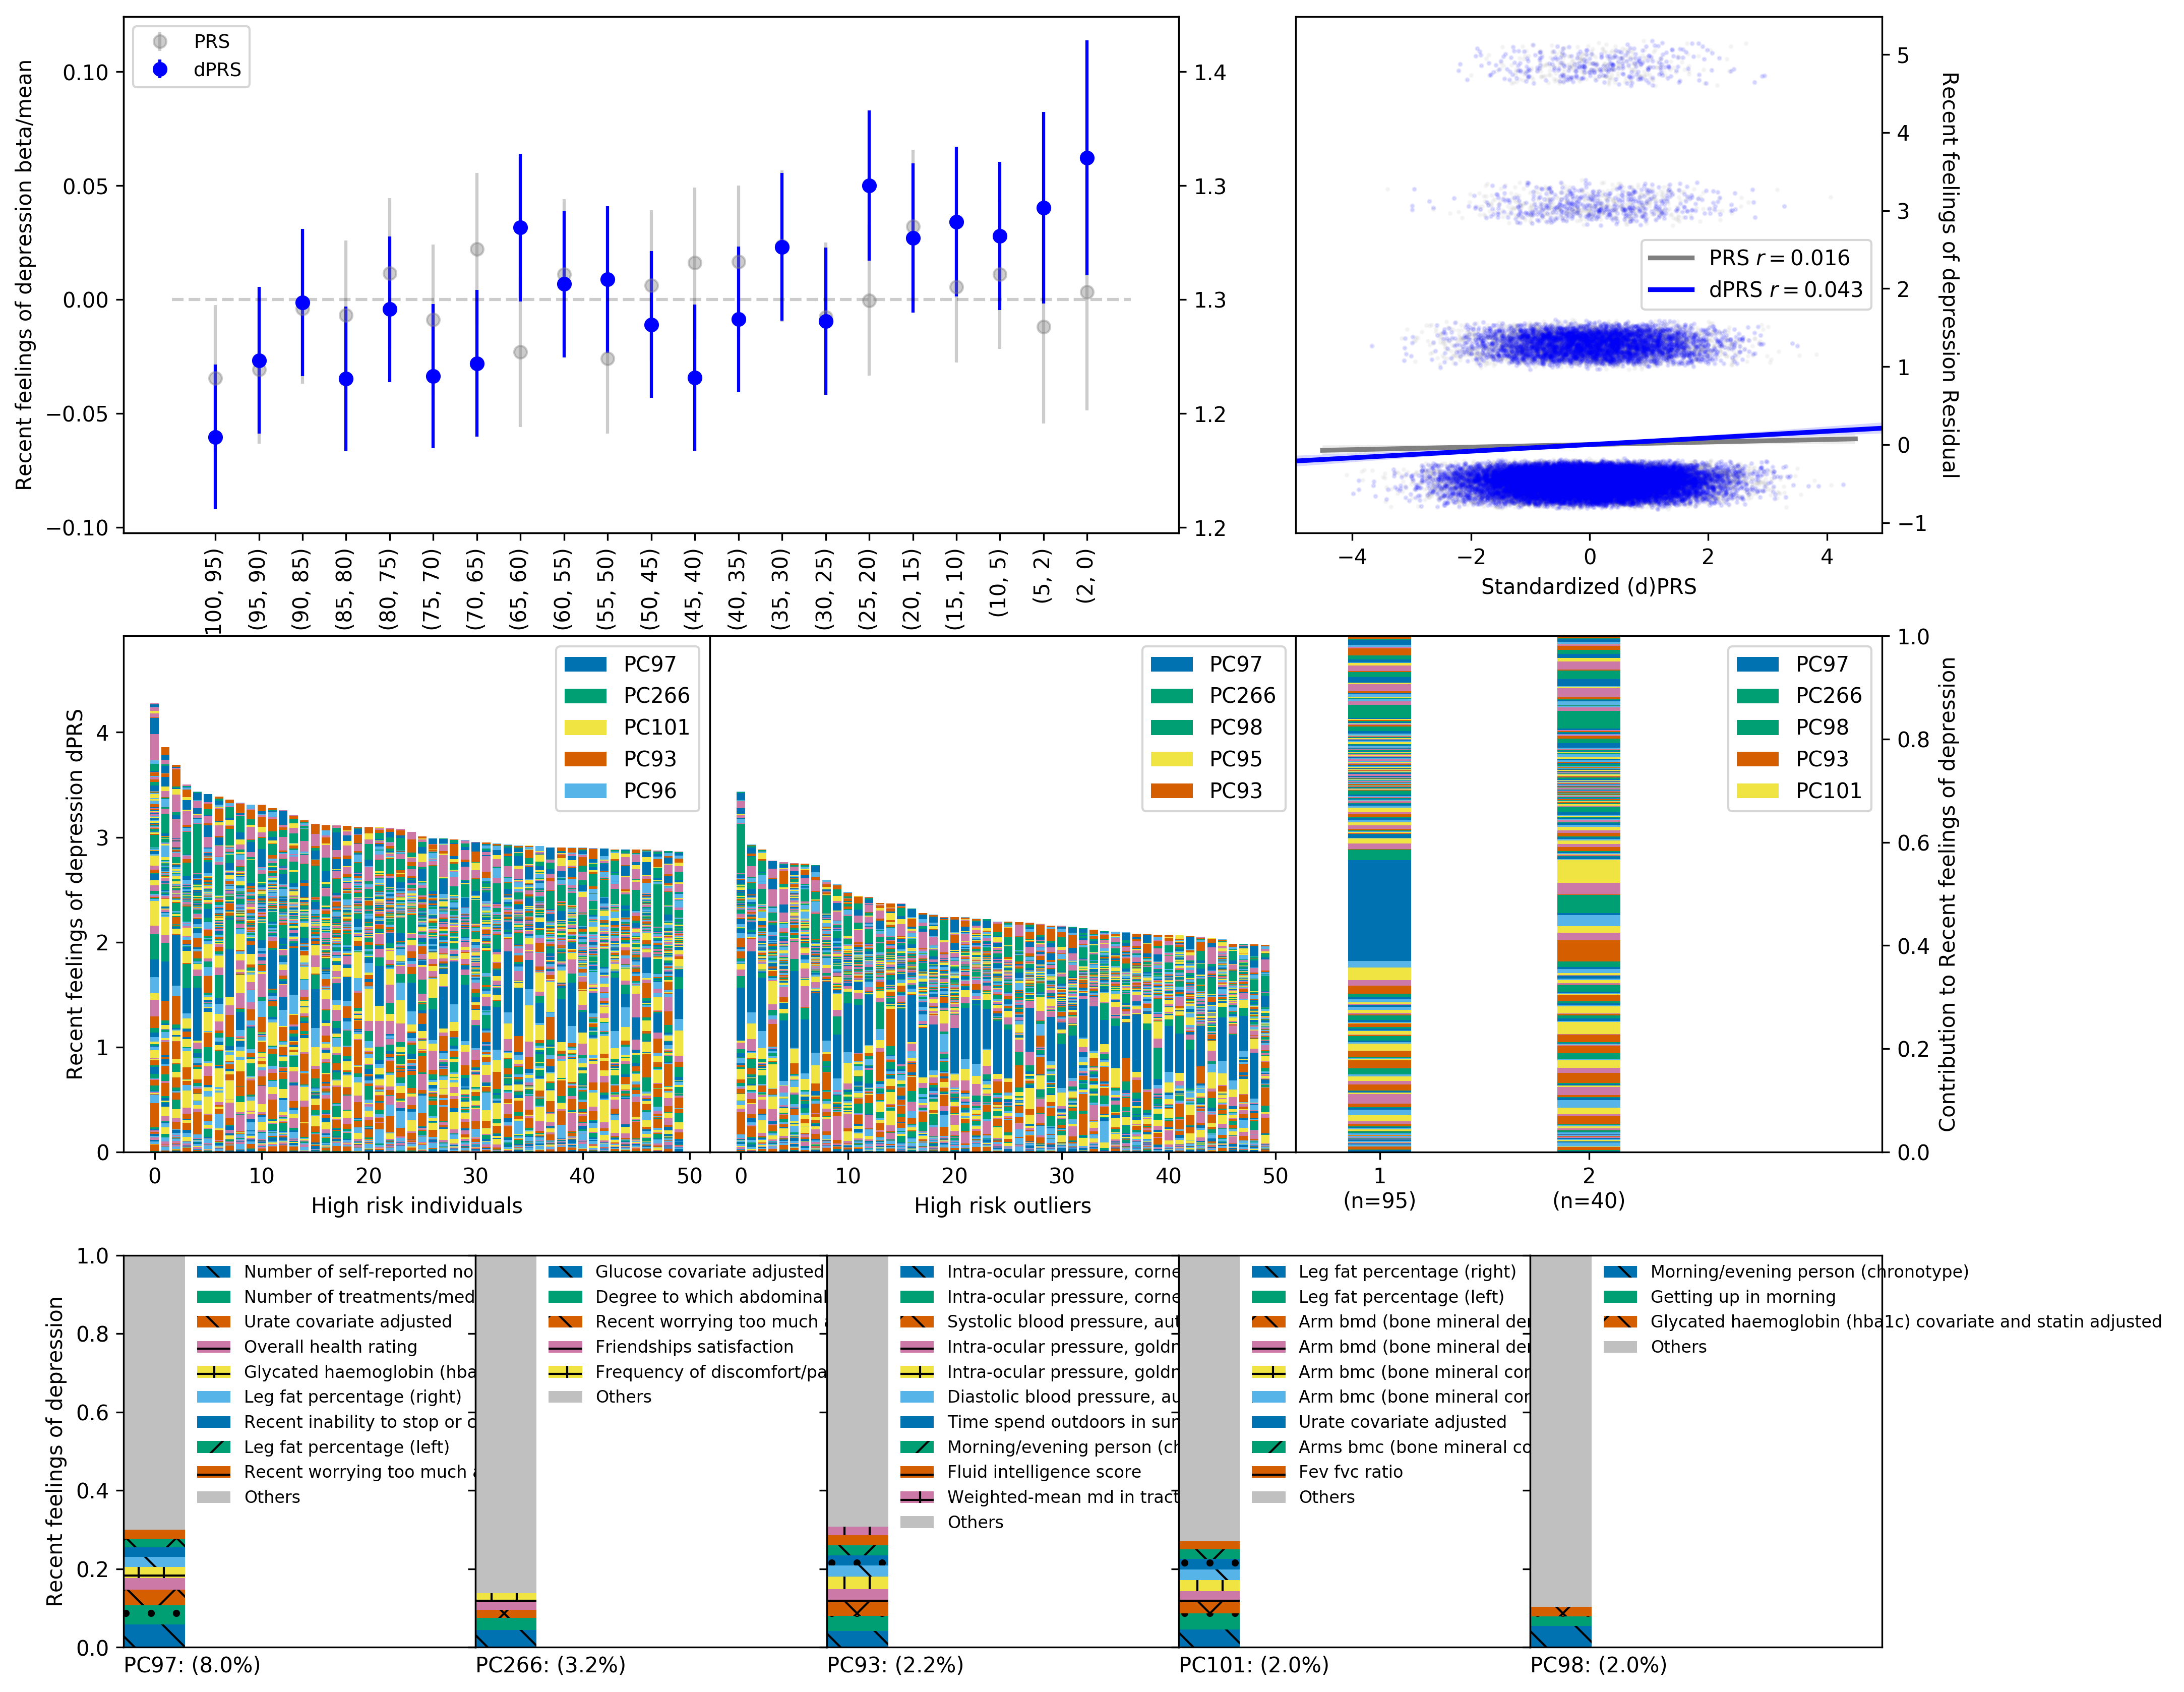 PRS
dPRS
Recent feelings of depression beta/mean
0.10
0.05
0.00
−0.05
−0.10
1.4
1.3
1.3
1.2
1.2
100, 95)
(95, 90)
(90, 85)
(85, 80)
(80, 75)
(75, 70)
(70, 65)
(65, 60)
(60, 55)
(55, 50)
(50, 45)
(45, 40)
(40, 35)
(35, 30)
(30, 25)
(25, 20)
(20, 15)
(15, 10)
(10, 5)
(5, 2)
(2, 0)
PRS r = 0.016
dPRS r = 0.043
5
4
3
2
1
0
−1
Recent feelings of depression Residual
−4
−2
0
2
4
Standardized (d)PRS
Recent feelings of depression dPRS
4
3
2
1
0
PC97
PC266
PC101
PC93
PC96
0
10
20
30
40
50
High risk individuals
PC97
PC266
PC98
PC95
PC93
0
10
20
30
40
50
High risk outliers
PC97
PC266
PC98
PC93
PC101
1
(n=95)
2
(n=40)
1.0
0.8
0.6
0.4
0.2
0.0
Contribution to Recent feelings of depression
Recent feelings of depression
1.0
0.8
0.6
0.4
0.2
0.0
Number of self-reported no
Number of treatments/med
Urate covariate adjusted
Overall health rating
Glycated haemoglobin (hba
Leg fat percentage (right)
Recent inability to stop or c
Leg fat percentage (left)
Recent worrying too much a
Others
PC97: (8.0%)
Glucose covariate adjusted
Degree to which abdominal
Recent worrying too much a
Friendships satisfaction
Frequency of discomfort/pa
Others
PC266: (3.2%)
Intra-ocular pressure, corne
Intra-ocular pressure, corne
Systolic blood pressure, aut
Intra-ocular pressure, goldn
Intra-ocular pressure, goldn
Diastolic blood pressure, au
Time spend outdoors in sun
Morning/evening person (ch
Fluid intelligence score
Weighted-mean md in tract
Others
PC93: (2.2%)
Leg fat percentage (right)
Leg fat percentage (left)
Arm bmd (bone mineral den
Arm bmd (bone mineral den
Arm bmc (bone mineral con
Arm bmc (bone mineral con
Urate covariate adjusted
Arms bmc (bone mineral co
Fev fvc ratio
Others
PC101: (2.0%)
Morning/evening person (chronotype)
Getting up in morning
Glycated haemoglobin (hba1c) covariate and statin adjusted
Others
PC98: (2.0%)